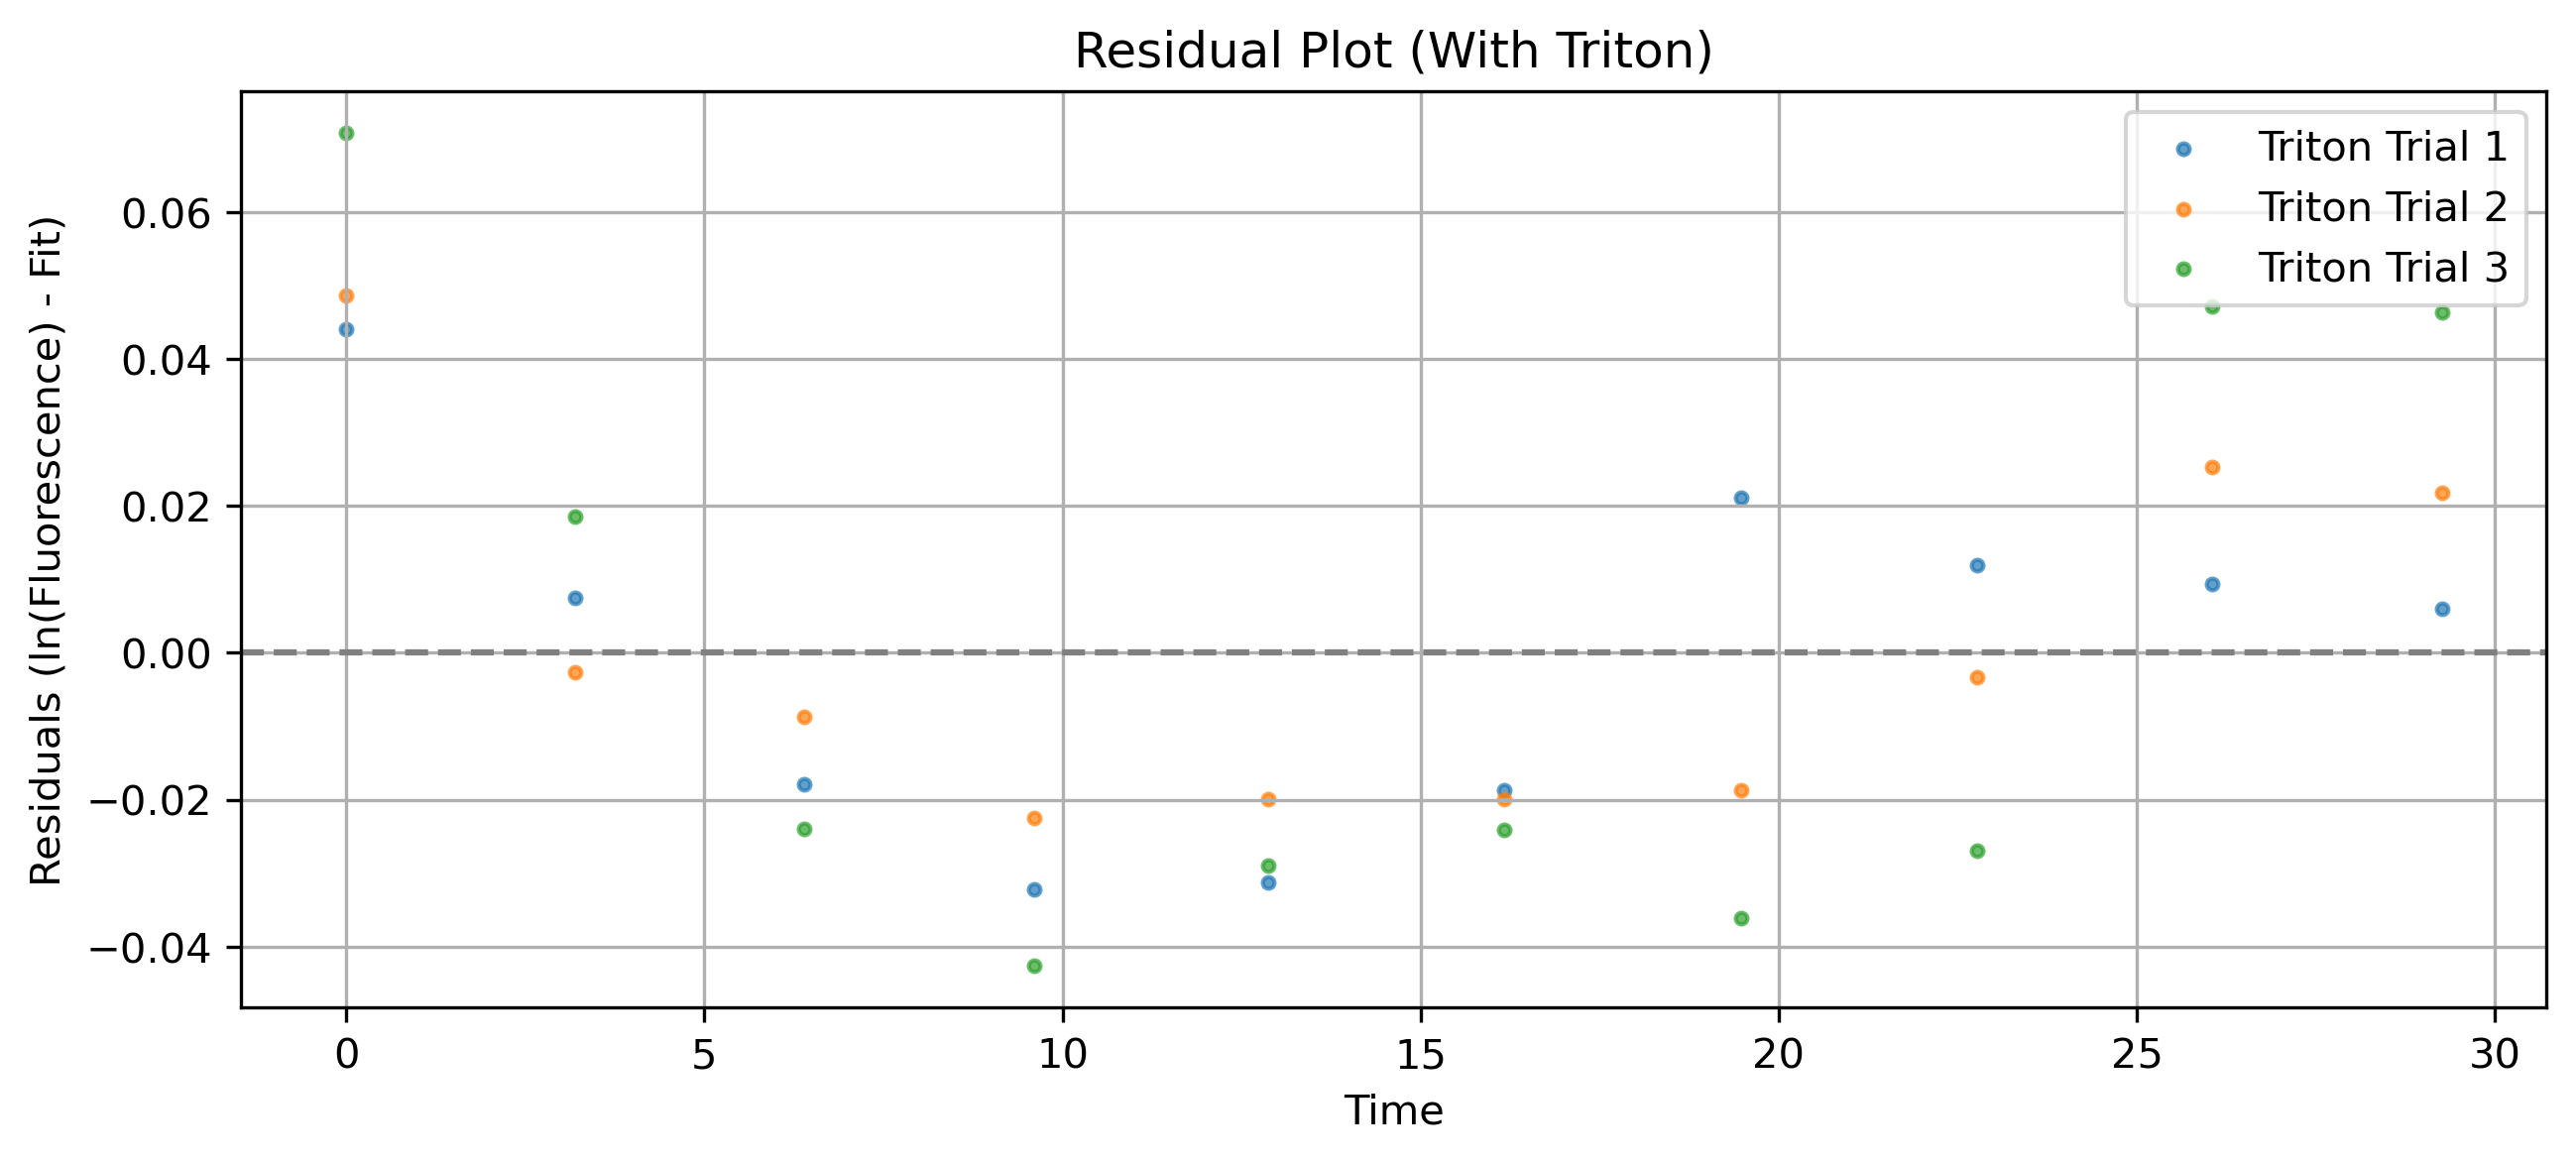 Residual Plot (With Triton)
Triton Trial 1
Triton Trial 2
Triton Trial 3
Residuals (ln(Fluorescence) - Fit)
0.06
0.04
0.02
0.00
−0.02
−0.04
0 5 10 15 20 25 30
Time